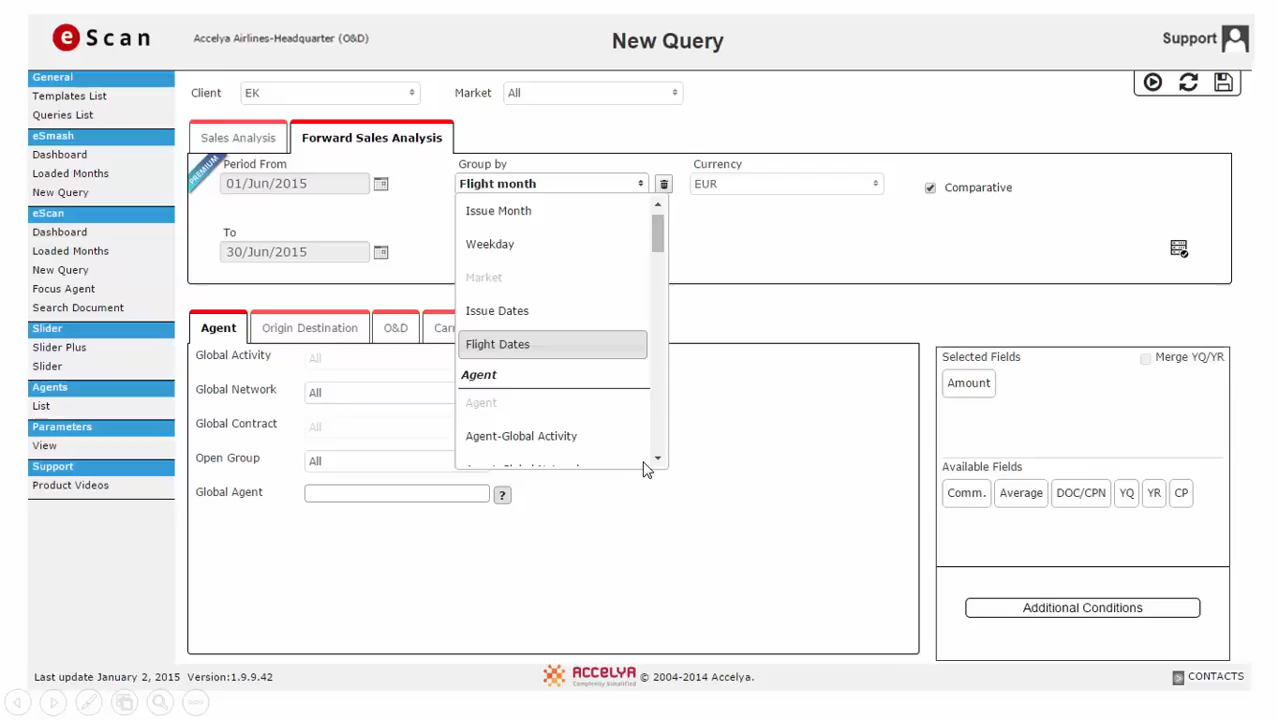 e Scan
Accelya Airlines-Headquarter (O&D)
New Query
Support
General
Templates List
Queries List
eSmash
Dashboard
Loaded Months
New Query
eScan
Dashboard
Loaded Months
New Query
Focus Agent
Search Document
Slider
Slider Plus
Slider
Agents
List
Parameters
View
Support
Product Videos
Client EK Market All
Sales Analysis Forward Sales Analysis
PREMIUM
Period From
01/Jun/2015
To
30/Jun/2015
Group by
Flight month
Issue Month
Weekday
Market
Issue Dates
Flight Dates
Agent
Agent
Agent-Global Activity
Currency
EUR
Comparative
Agent Origin Destination O&D
Global Activity All
Global Network All
Global Contract All
Open Group All
Global Agent ?
Selected Fields Merge YQ/YR
Amount
Available Fields
Comm. Average DOC/CPN YQ YR CP
Additional Conditions
Last update January 2, 2015 Version:1.9.9.42
ACCELYA
Complexity Simplified
© 2004-2014 Accelya.
CONTACTS